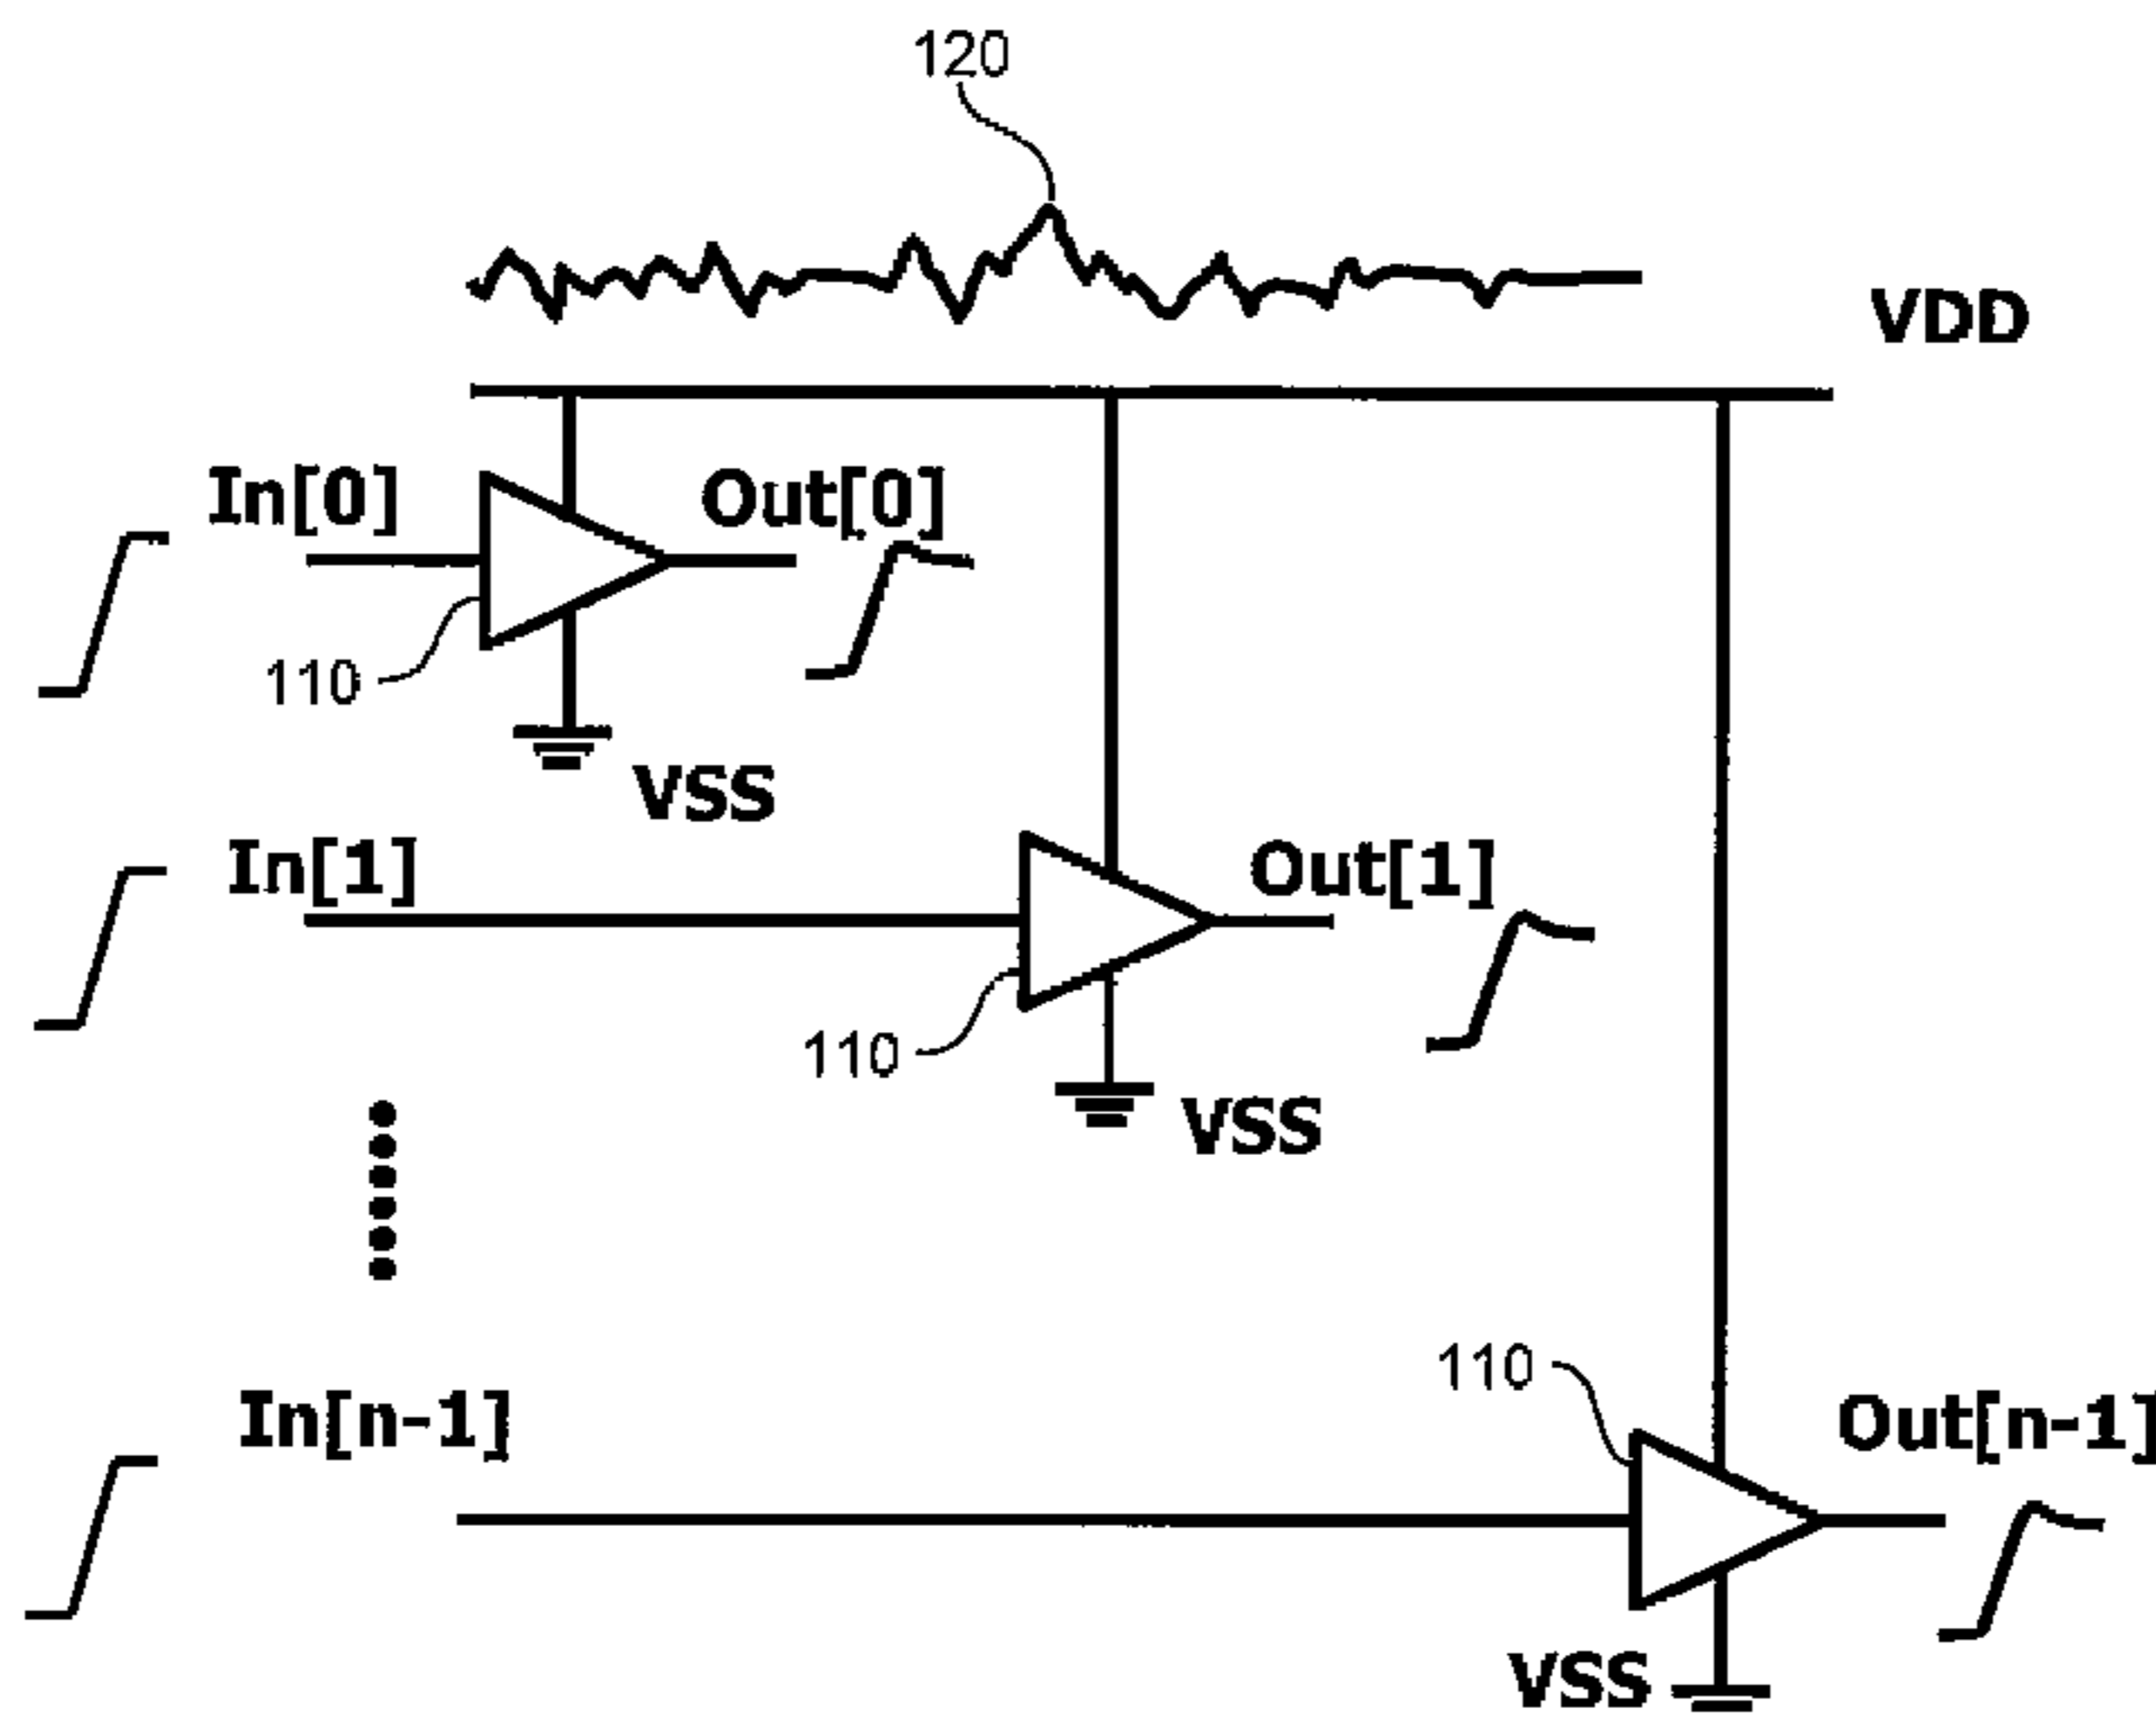 120
VDD
In[0]
Out[0]
110
VSS
In[1]
Out[1]
110
VSS
110
In[n-1]
Out[n-1]
VSS